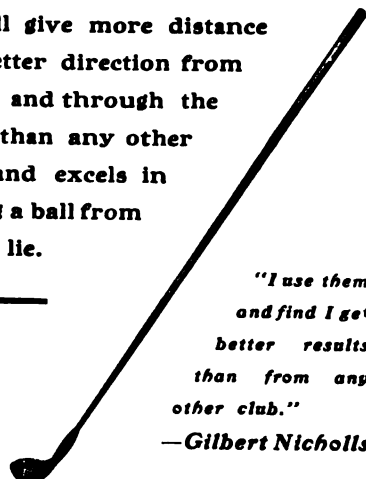 ll give more distance
etter direction from
and through the
than any other
and excels in
g a ball from
lie.
"I use them
and find I get
better results
than from any
other club."
—Gilbert Nicholls